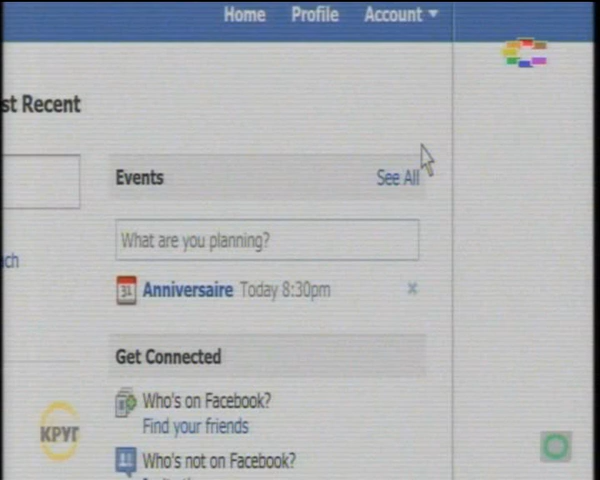 Home Profile Account
st Recent
Events See All
What are you planning?
ch
31 Anniversaire Today 8:30pm
Get Connected
Who's on Facebook?
Find your friends
КРУГ
Who's not on Facebook?